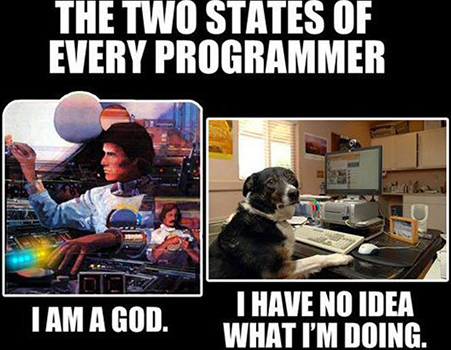 THE TWO STATES OF
EVERY PROGRAMMER
I AM A GOD.
I HAVE NO IDEA
WHAT I'M DOING.